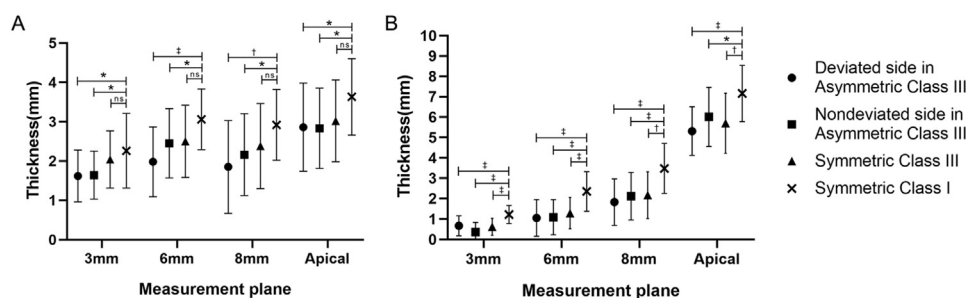 A
B
Thickness(mm)
5
4
3
2
1
0
* * ns
‡ * ns
† * ns
* * ns
3mm 6mm 8mm Apical
Measurement plane
Thickness(mm)
10
9
8
7
6
5
4
3
2
1
0
‡ ‡ ‡
‡ ‡ ‡
‡ ‡ †
‡ * †
3mm 6mm 8mm Apical
Measurement plane
Deviated side in
Asymmetric Class III
Nondeviated side in
Asymmetric Class III
Symmetric Class III
Symmetric Class I